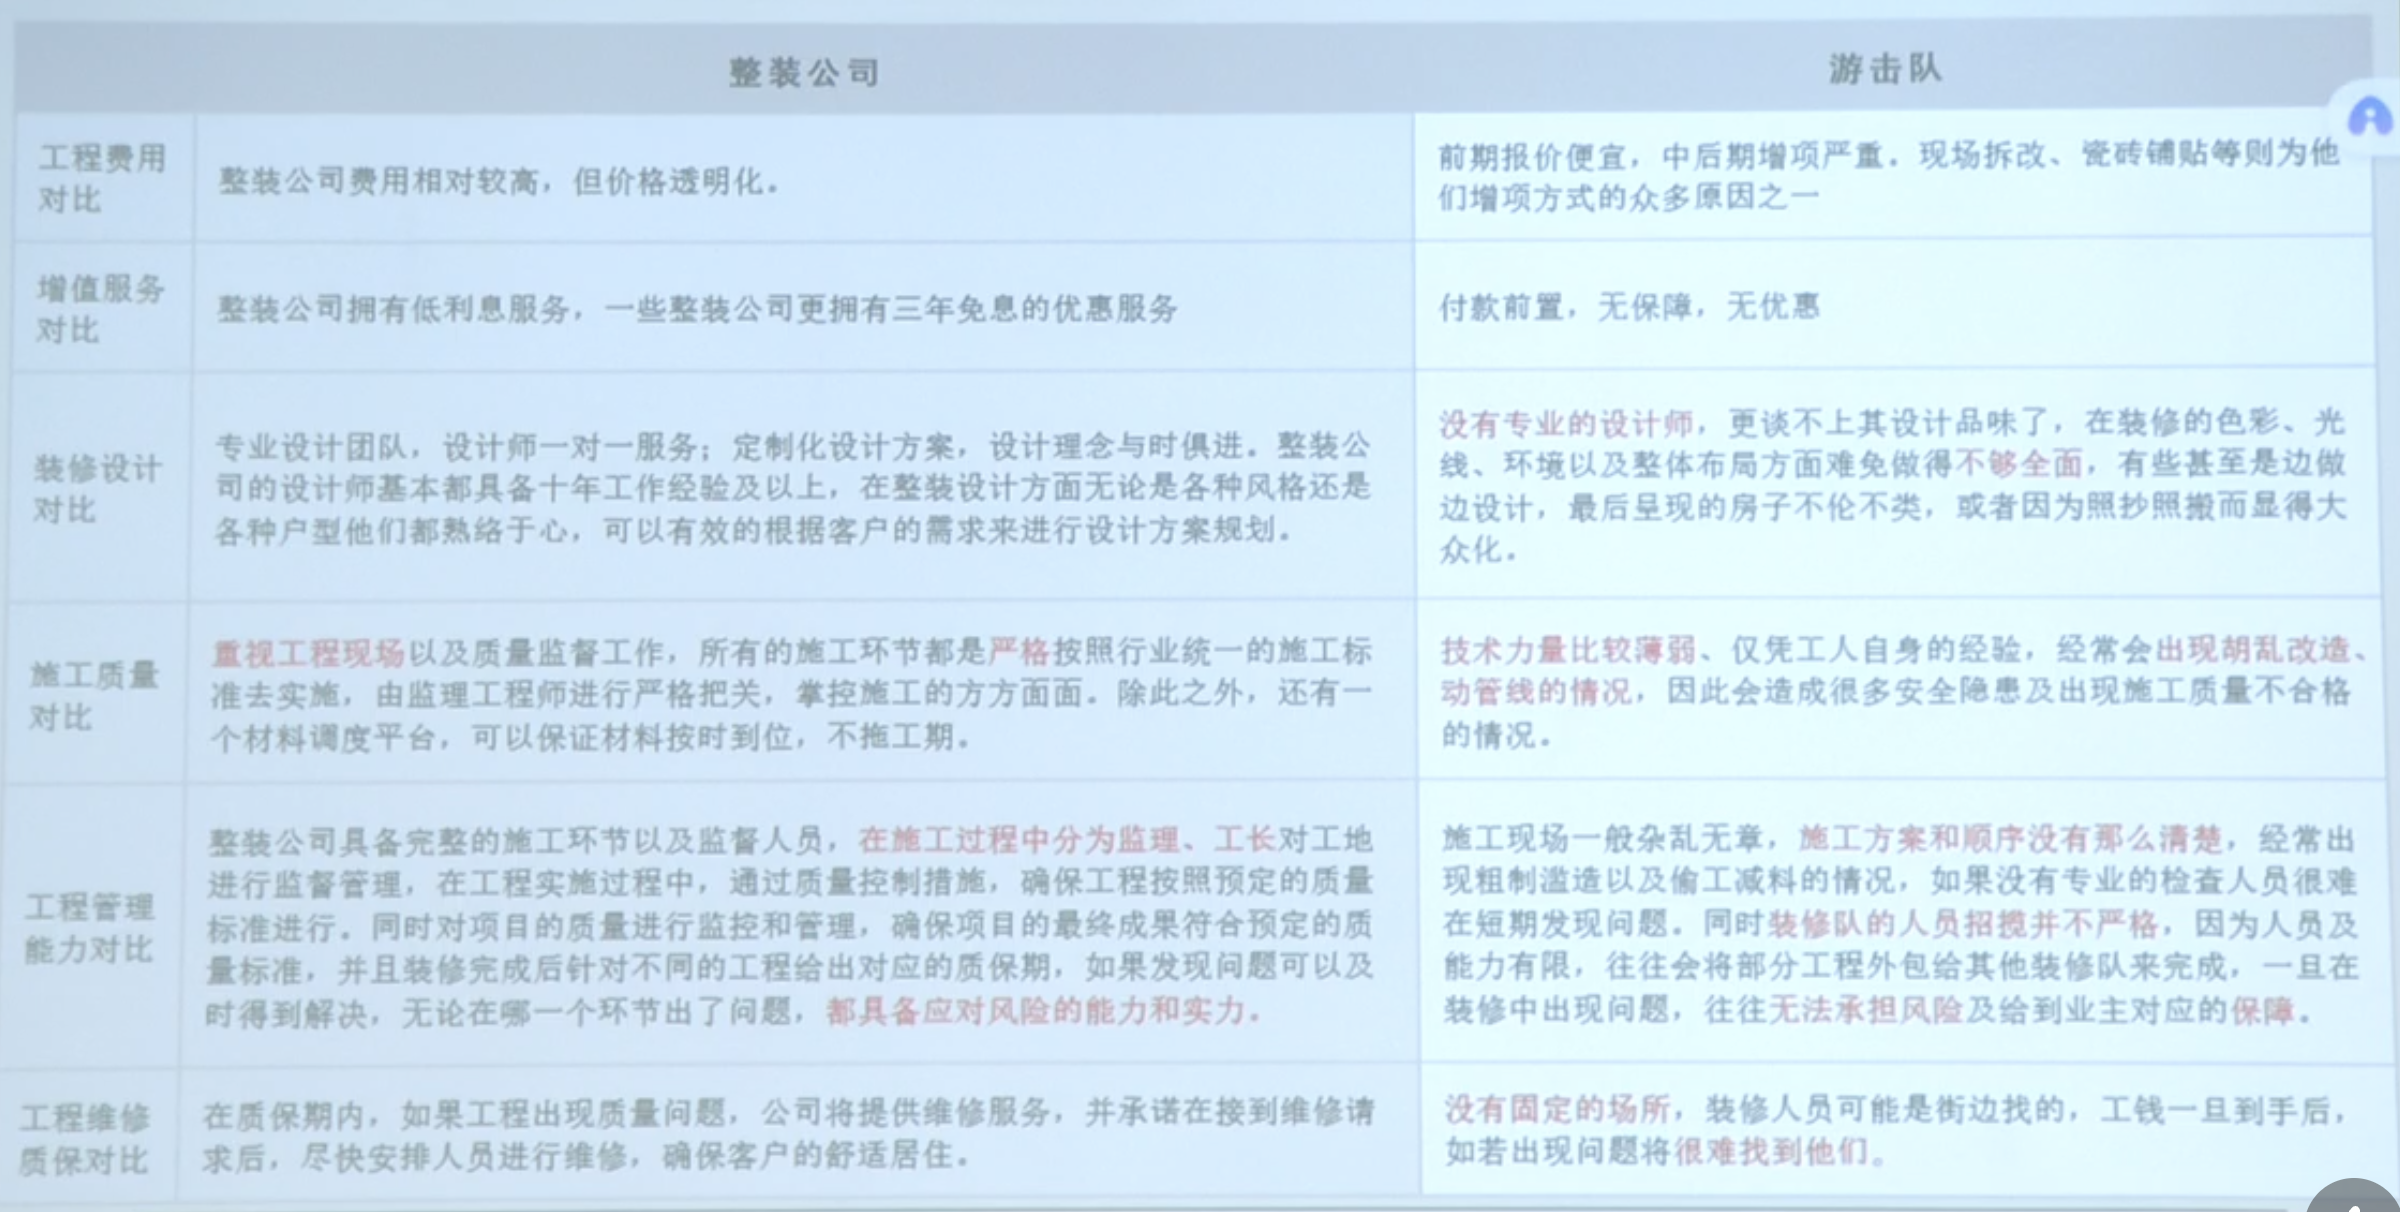 整装公司
游击队
工程费用
对比
整装公司费用相对较高，但价格透明化。
前期报价便宜，中后期增项严重．现场拆改、瓷砖铺贴等则为他
们增项方式的众多原因之一
增值服务
对比
整装公司拥有低利息服务，一些整装公司更拥有三年免息的优惠服务
付款前置，无保障，无优惠
装修设计
对比
专业设计团队，设计师一对一服务；定制化设计方案，设计理念与时俱进。整装公
司的设计师基本都具备十年工作经验及以上，在整装设计方面无论是各种风格还是
各种户型他们都熟络于心，可以有效的根据客户的需求来进行设计方案规划。
没有专业的设计师，更谈不上其设计品味了，在装修的色彩、光
线、环境以及整体布局方面难免做得不够全面，有些甚至是边做
边设计，最后呈现的房子不伦不类，或者因为照抄照搬而显得大
众化．
施工质量
对比
重视工程现场以及质量监督工作，所有的施工环节都是严格按照行业统一的施工标
准去实施，由监理工程师进行严格把关，掌控施工的方方面面。除此之外，还有一
个材料调度平台，可以保证材料按时到位，不拖工期。
技术力量比较薄弱、仅凭工人自身的经验，经常会出现胡乱改造、
动管线的情况，因此会造成很多安全隐患及出现施工质量不合格
的情况．
工程管理
能力对比
整装公司具备完整的施工环节以及监督人员，在施工过程中分为监理、工长对工地
进行监督管理，在工程实施过程中，通过质量控制措施，确保工程按照预定的质量
标准进行．同时对项目的质量进行监控和管理，确保项目的最终成果符合预定的质
量标准，并且装修完成后针对不同的工程给出对应的质保期，如果发现问题可以及
时得到解决，无论在哪一个环节出了问题，都具备应对风险的能力和实力．
施工现场一般杂乱无章，施工方案和顺序没有那么清楚，经常出
现粗制滥造以及偷工减料的情况，如果没有专业的检查人员很难
在短期发现问题．同时装修队的人员招揽并不严格，因为人员及
能力有限，往往会将部分工程外包给其他装修队来完成，一旦在
装修中出现问题，往往无法承担风险及给到业主对应的保障．
工程维修
质保对比
在质保期内，如果工程出现质量问题，公司将提供维修服务，并承诺在接到维修请
求后，尽快安排人员进行维修，确保客户的舒适居住。
没有固定的场所，装修人员可能是街边找的，工钱一旦到手后，
如若出现问题将很难找到他们。